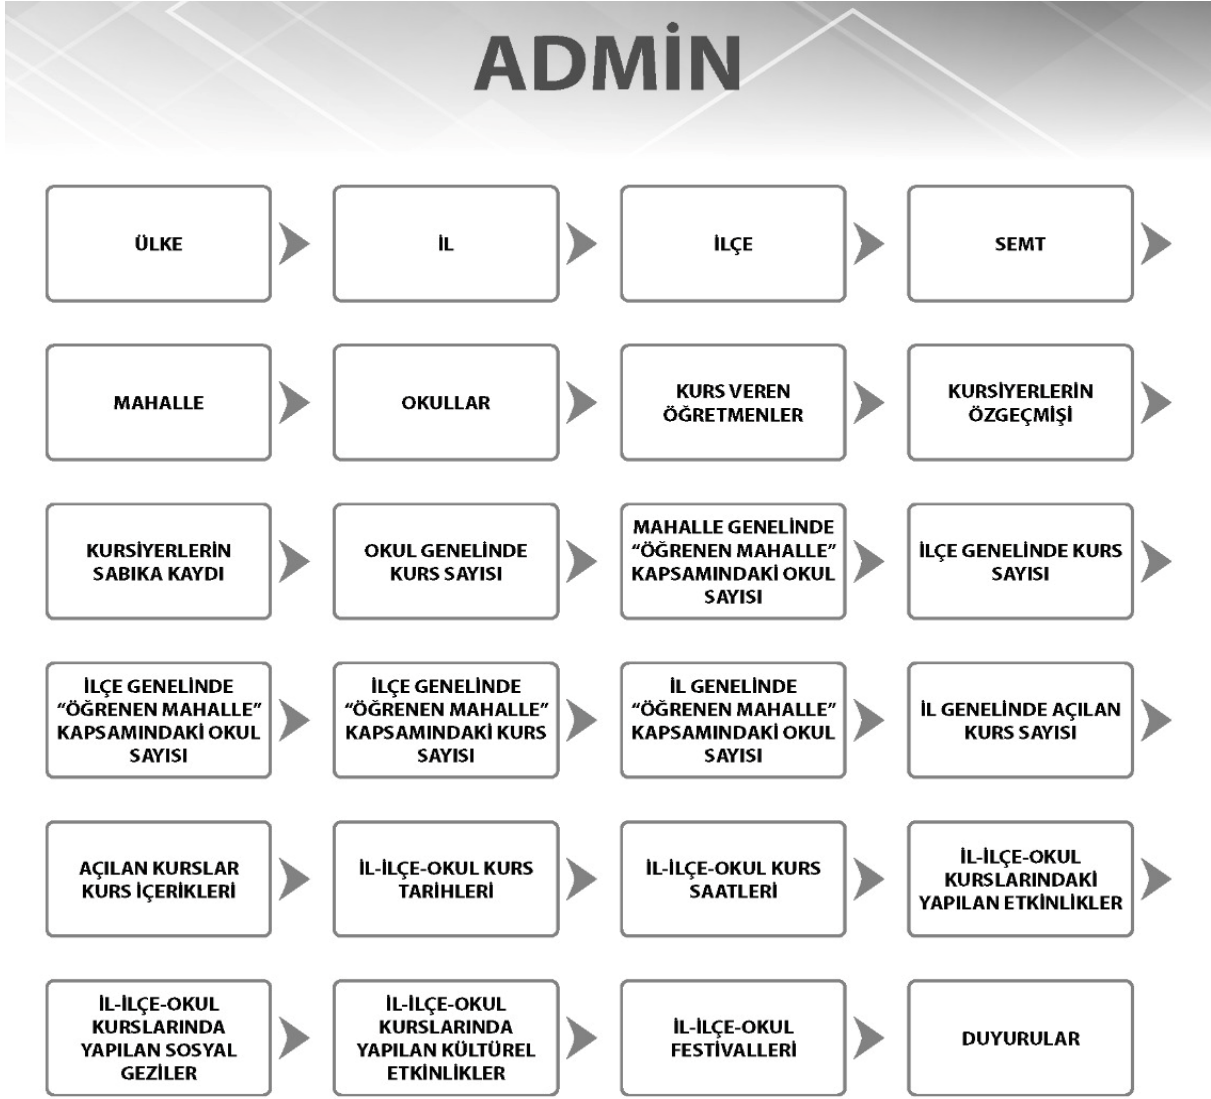 ADMİN
ÜLKE
İL
İLÇE
SEMT
MAHALLE
OKULLAR
KURS VEREN
ÖĞRETMENLER
KURSİYERLERİN
ÖZGEÇMİŞİ
KURSİYERLERİN
SABIKA KAYDI
OKUL GENELİNDE
KURS SAYISI
MAHALLE GENELİNDE
“ÖĞRENEN MAHALLE”
KAPSAMINDAKİ OKUL
SAYISI
İLÇE GENELİNDE KURS
SAYISI
İLÇE GENELİNDE
“ÖĞRENEN MAHALLE”
KAPSAMINDAKİ OKUL
SAYISI
İLÇE GENELİNDE
“ÖĞRENEN MAHALLE”
KAPSAMINDAKİ KURS
SAYISI
İL GENELİNDE
“ÖĞRENEN MAHALLE”
KAPSAMINDAKİ OKUL
SAYISI
İL GENELİNDE AÇILAN
KURS SAYISI
AÇILAN KURSLAR
KURS İÇERİKLERİ
İL-İLÇE-OKUL KURS
TARİHLERİ
İL-İLÇE-OKUL KURS
SAATLERİ
İL-İLÇE-OKUL
KURSLARINDAKİ
YAPILAN ETKİNLİKLER
İL-İLÇE-OKUL
KURSLARINDA
YAPILAN SOSYAL
GEZİLER
İL-İLÇE-OKUL
KURSLARINDA
YAPILAN KÜLTÜREL
ETKİNLİKLER
İL-İLÇE-OKUL
FESTİVALLERİ
DUYURULAR